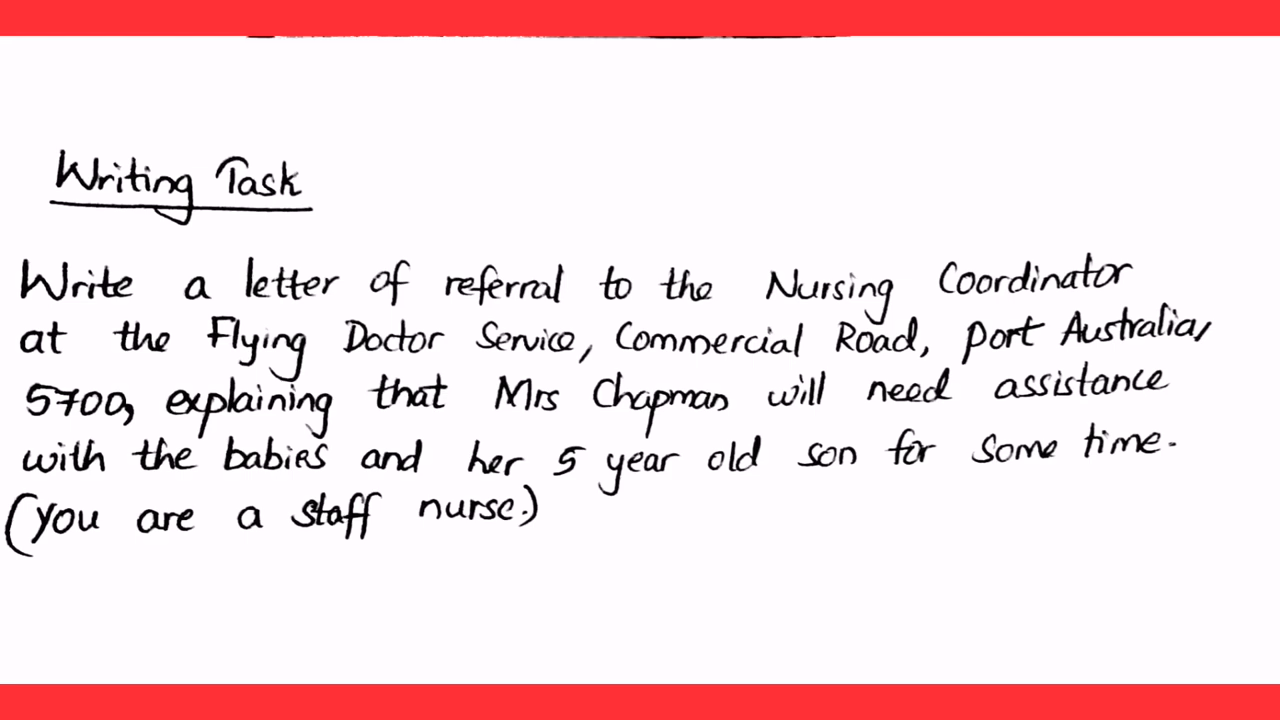 Writing Task
Write a letter of referral to the Nursing Coordinator
at the Flying Doctor Service, Commercial Road, Port Australia,
5700, explaining that Mrs Chapman will need assistance
with the babies and her 5 year old son for some time.
(you are a staff nurse.)